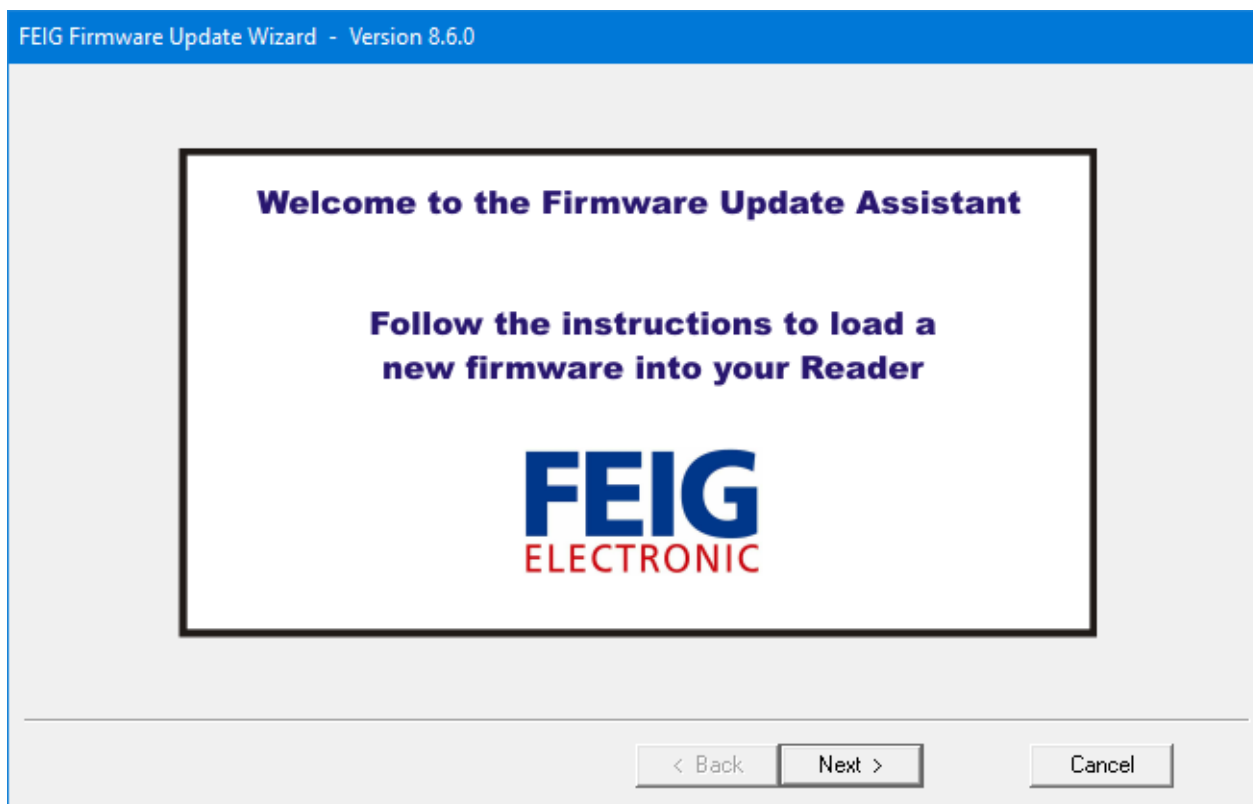 FEIG Firmware Update Wizard - Version 8.6.0
Welcome to the Firmware Update Assistant
Follow the instructions to load a
new firmware into your Reader
FEIG
ELECTRONIC
< Back
Next >
Cancel